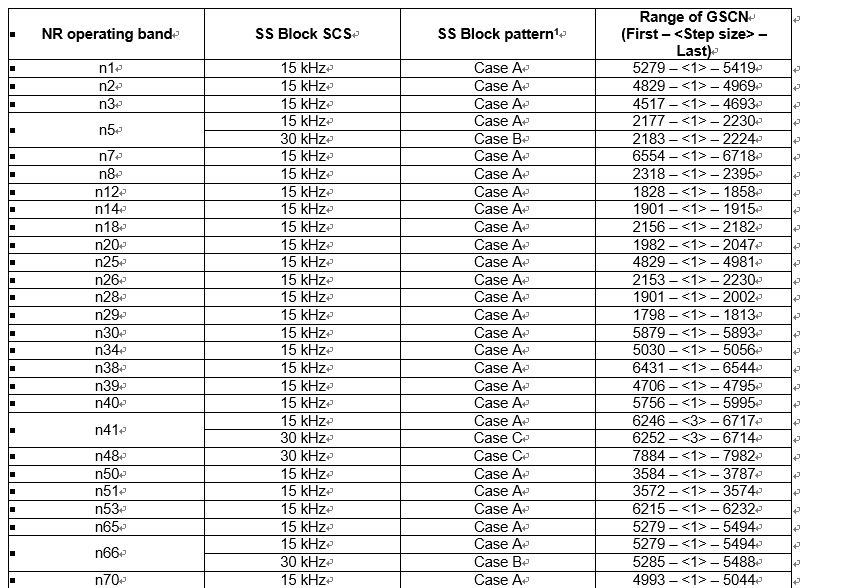 NR operating band SS Block SCS SS Block pattern¹ Range of GSCN
(First – <Step size> –
Last)
n1 15 kHz Case A 5279 – <1> – 5419
n2 15 kHz Case A 4829 – <1> – 4969
n3 15 kHz Case A 4517 – <1> – 4693
n5 15 kHz Case A 2177 – <1> – 2230
30 kHz Case B 2183 – <1> – 2224
n7 15 kHz Case A 6554 – <1> – 6718
n8 15 kHz Case A 2318 – <1> – 2395
n12 15 kHz Case A 1828 – <1> – 1858
n14 15 kHz Case A 1901 – <1> – 1915
n18 15 kHz Case A 2156 – <1> – 2182
n20 15 kHz Case A 1982 – <1> – 2047
n25 15 kHz Case A 4829 – <1> – 4981
n26 15 kHz Case A 2153 – <1> – 2230
n28 15 kHz Case A 1901 – <1> – 2002
n29 15 kHz Case A 1798 – <1> – 1813
n30 15 kHz Case A 5879 – <1> – 5893
n34 15 kHz Case A 5030 – <1> – 5056
n38 15 kHz Case A 6431 – <1> – 6544
n39 15 kHz Case A 4706 – <1> – 4795
n40 15 kHz Case A 5756 – <1> – 5995
n41 15 kHz Case A 6246 – <3> – 6717
30 kHz Case C 6252 – <3> – 6714
n48 30 kHz Case C 7884 – <1> – 7982
n50 15 kHz Case A 3584 – <1> – 3787
n51 15 kHz Case A 3572 – <1> – 3574
n53 15 kHz Case A 6215 – <1> – 6232
n65 15 kHz Case A 5279 – <1> – 5494
n66 15 kHz Case A 5279 – <1> – 5494
30 kHz Case B 5285 – <1> – 5488
n70 15 kHz Case A 4993 – <1> – 5044